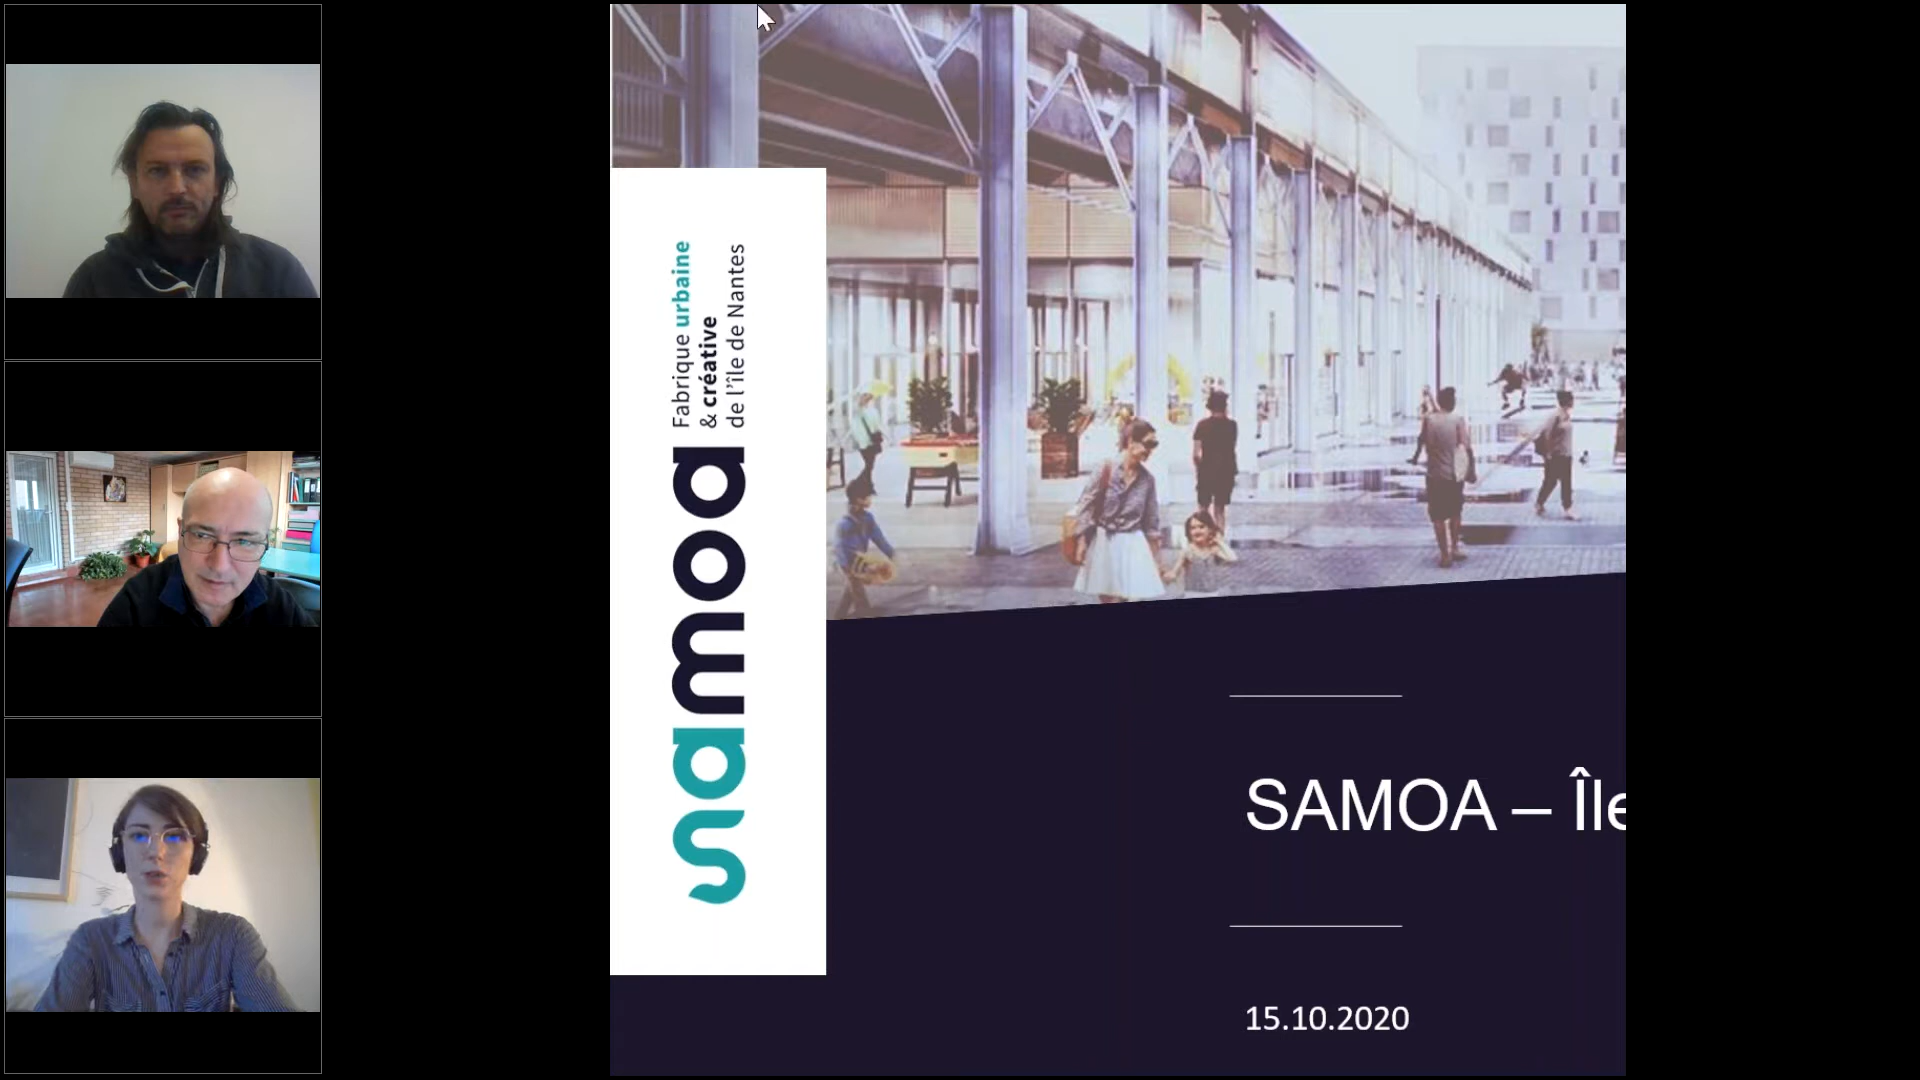 samoa
Fabrique urbaine
& créative
de l'île de Nantes
SAMOA – Île
15.10.2020